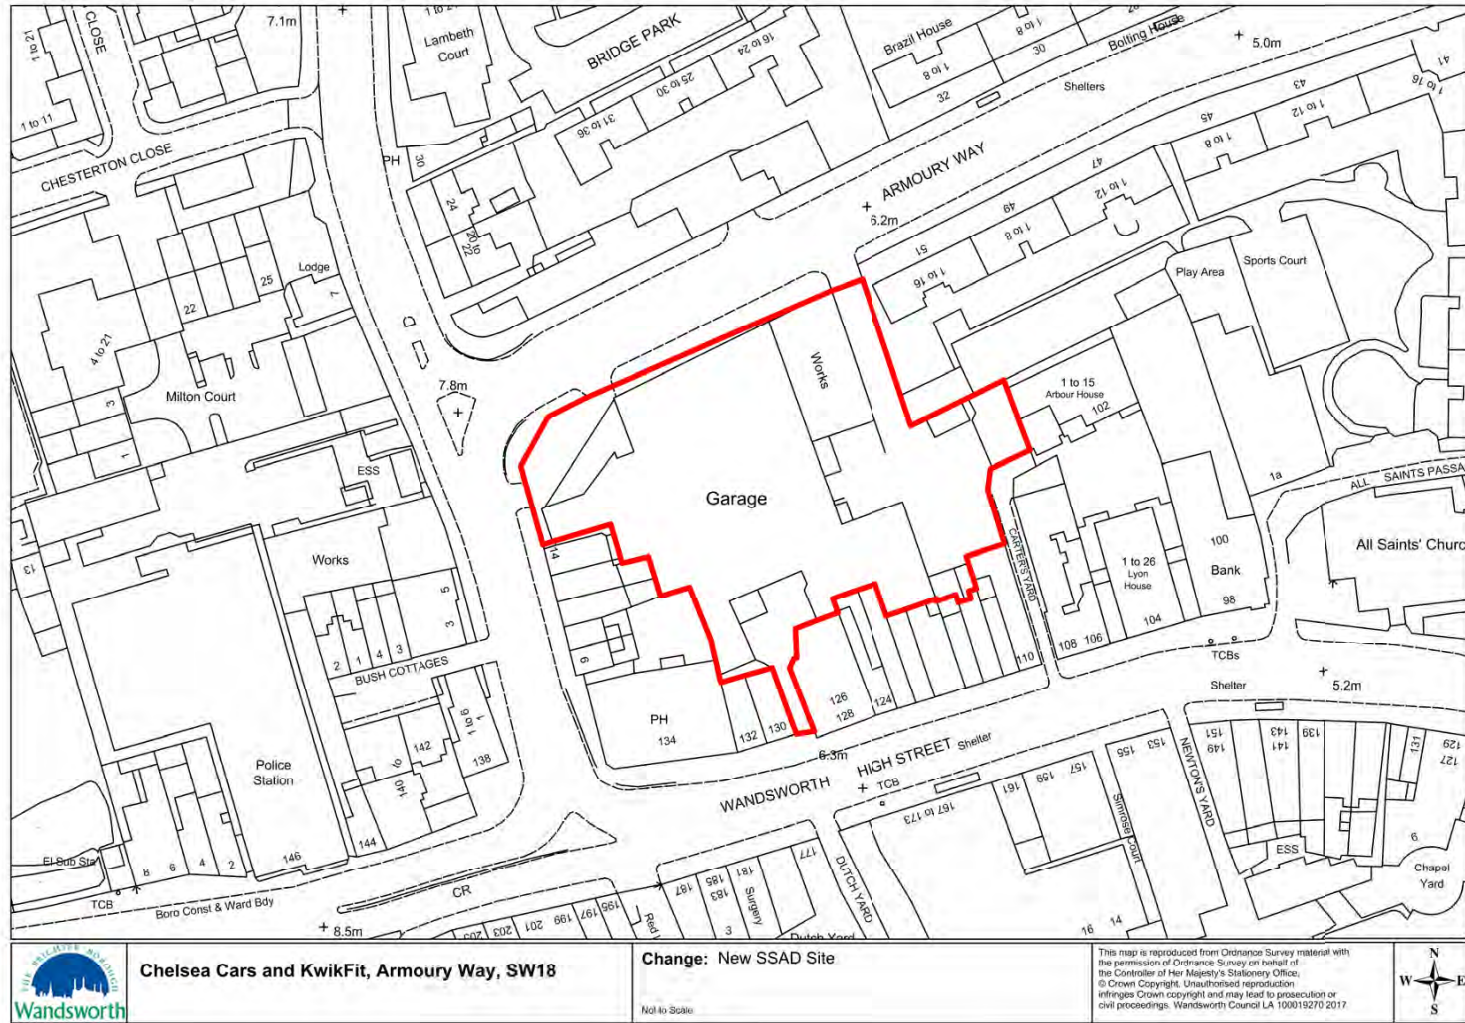 7.1m
CLOSE
1 to 21
1 to 11
CHESTERTON CLOSE
Lambeth
Court
BRIDGE PARK
16 to 24
25 to 30
31 to 36
PH
30
24
20 to
22
Brazil House
1 to 8
32
1 to 8
30
Bolting House
5.0m
Shelters
41
1 to 16
43
1 to 12
45
1 to 8
47
1 to 12
49
1 to 8
51
1 to 16
ARMOURY WAY
6.2m
Play Area
Sports Court
Lodge
7
25
22
4 to 21
3
1
Milton Court
7.8m
ESS
Works
Garage
Works
1 to 15
Arbour House
102
1a
ALL SAINTS PASSA
All Saints' Churc
100
Bank
98
1 to 26
Lyon
House
104
106
108
110
CARTER'S YARD
13
14
6
5
3
2
1
4
3
BUSH COTTAGES
1 to 6
138
142
140 to
144
146
Police
Station
PH
134
132
130
128
126
124
6.3m
WANDSWORTH HIGH STREET
Shelter
TCB
TCBs
Shelter
5.2m
151
149
143
141
139
131
129
127
NEWTON'S YARD
153
155
157
159
161
167 to 173
Simrose Court
ESS
9
Chapel
Yard
El Sub Sta
8
6
4
2
TCB
Boro Const & Ward Bdy
8.5m
CR
203
201
199
197
195
Red
187
185
183
181
Surgery
3
177
DUTCH YARD
Dutch Yard
16
14
THE BRIGHTER BOROUGH
Wandsworth
Chelsea Cars and KwikFit, Armoury Way, SW18
Change: New SSAD Site
Not to Scale
This map is reproduced from Ordnance Survey material with
the permission of Ordnance Survey on behalf of
the Controller of Her Majesty's Stationery Office,
© Crown Copyright. Unauthorised reproduction
infringes Crown copyright and may lead to prosecution or
civil proceedings. Wandsworth Council LA 100019270 2017
N
W
E
S